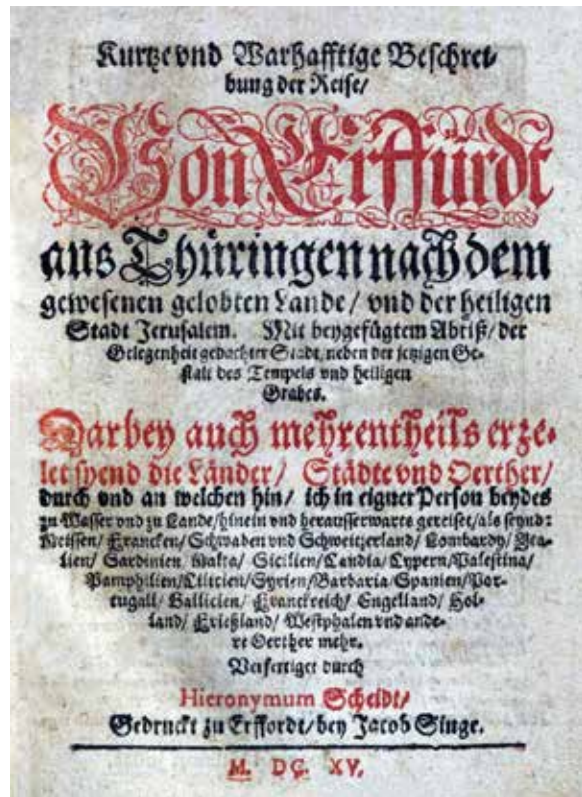 Kurtze vnd Warhafftige Beschrei-
bung der Reise/
Von Erffurdt
aus Thüringen nach dem
gewesenen gelobten Lande/ vnd der heiligen
Stadt Jerusalem. Mit beygefügtem Abriß/ der
Gelegenheit gedachter Stadt, neben der jetzigen Ge-
stalt des Tempels vnd heiligen
Grabes.
Darbey auch mehrentheils erze-
let synd die Länder/ Städte vnd Oerther/
durch vnd an welchen hin/ ich in eigner Person beydes
zu Wasser vnd zu Lande/hinein vnd herausserwarts gereiset/als seynd:
Meissen/ Francken/Schwaben vnd Schweitzerland/ Lombardy/ Ita-
lien/ Sardinien/ Malta/ Sicilien/Candia/Cypern/Palestina/
Pamphilien/Cilicien/Syrien/Barbaria/Spanien/Por-
tugall/ Gallicien/ Franckreich/ Engelland/ Hol-
land/ Frießland/ Westphalen vnd ande-
re Oerther mehr.
Verfertiget durch
Hieronymum Scheidt/
Gedruckt zu Erffordt/bey Jacob Singe.
M. DC. XV.